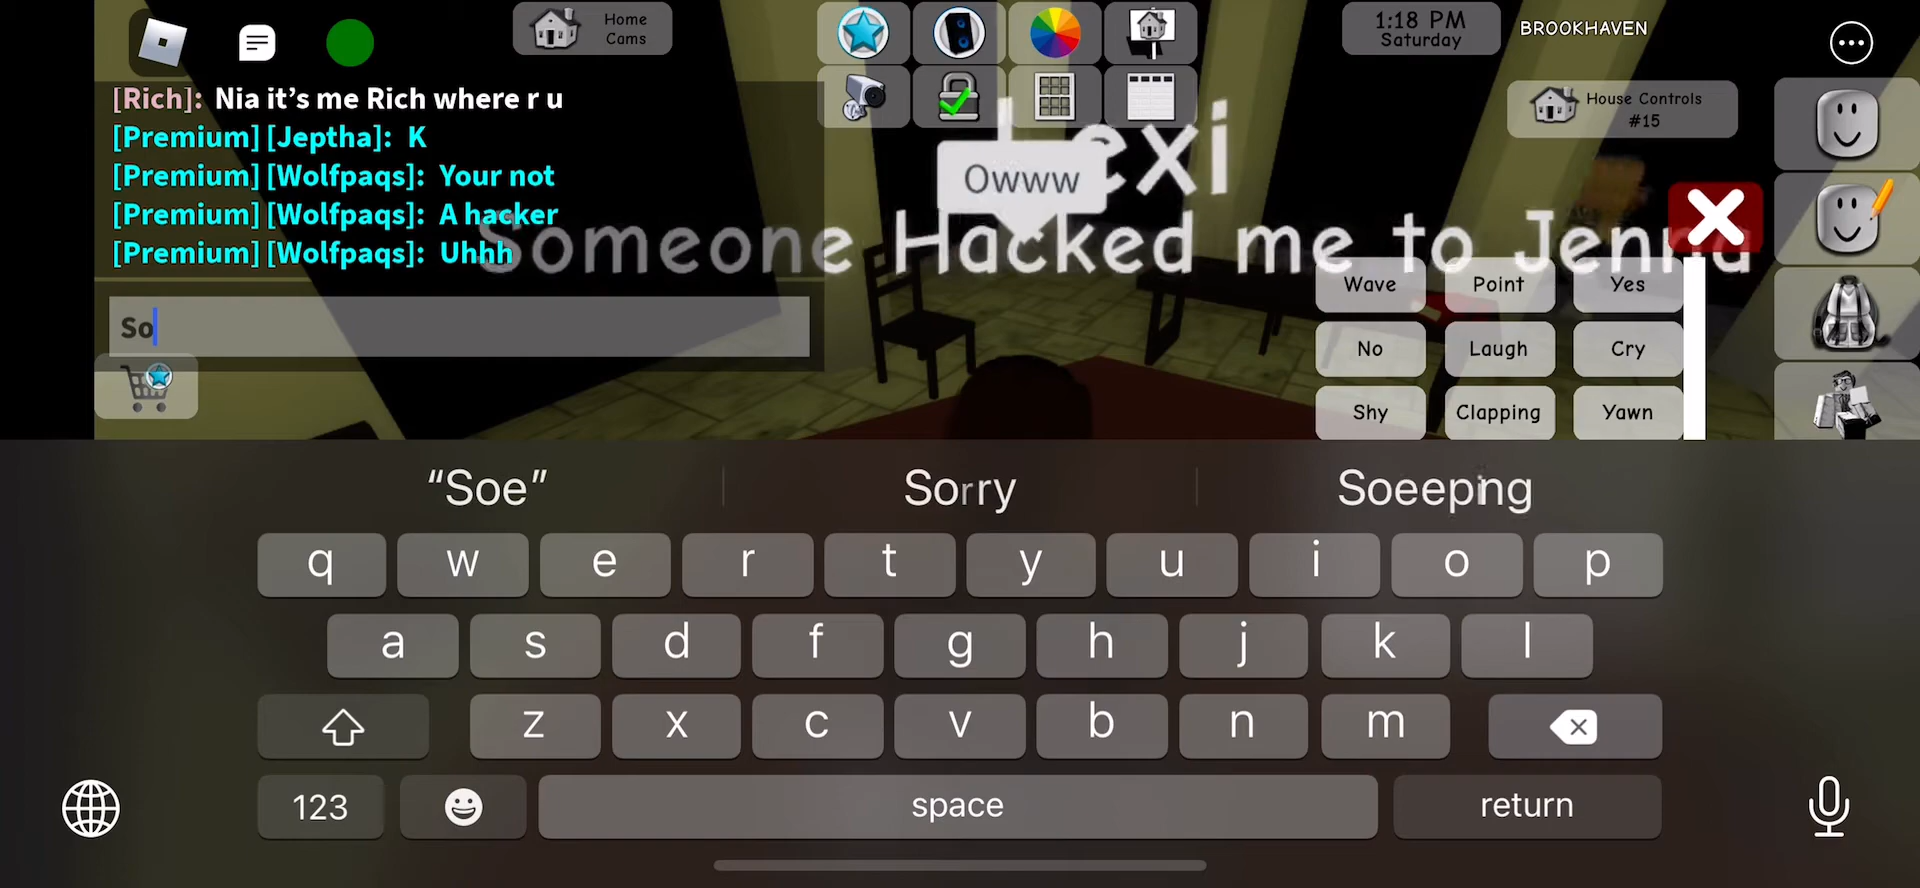 Home
Cams
1:18 PM
Saturday
BROOKHAVEN
[Rich]: Nia it's me Rich where r u
[Premium] [Jeptha]: K
[Premium] [Wolfpaqs]: Your not
[Premium] [Wolfpaqs]: A hacker
[Premium] [Wolfpaqs]: Uhhh
House Controls
#15
Lexi
Owww
Someone Hacked me to Jenna
So
Wave Point Yes
No Laugh Cry
Shy Clapping Yawn
“Soe” Sorry Soeeping
q w e r t y u i o p
a s d f g h j k l
z x c v b n m
123 space return